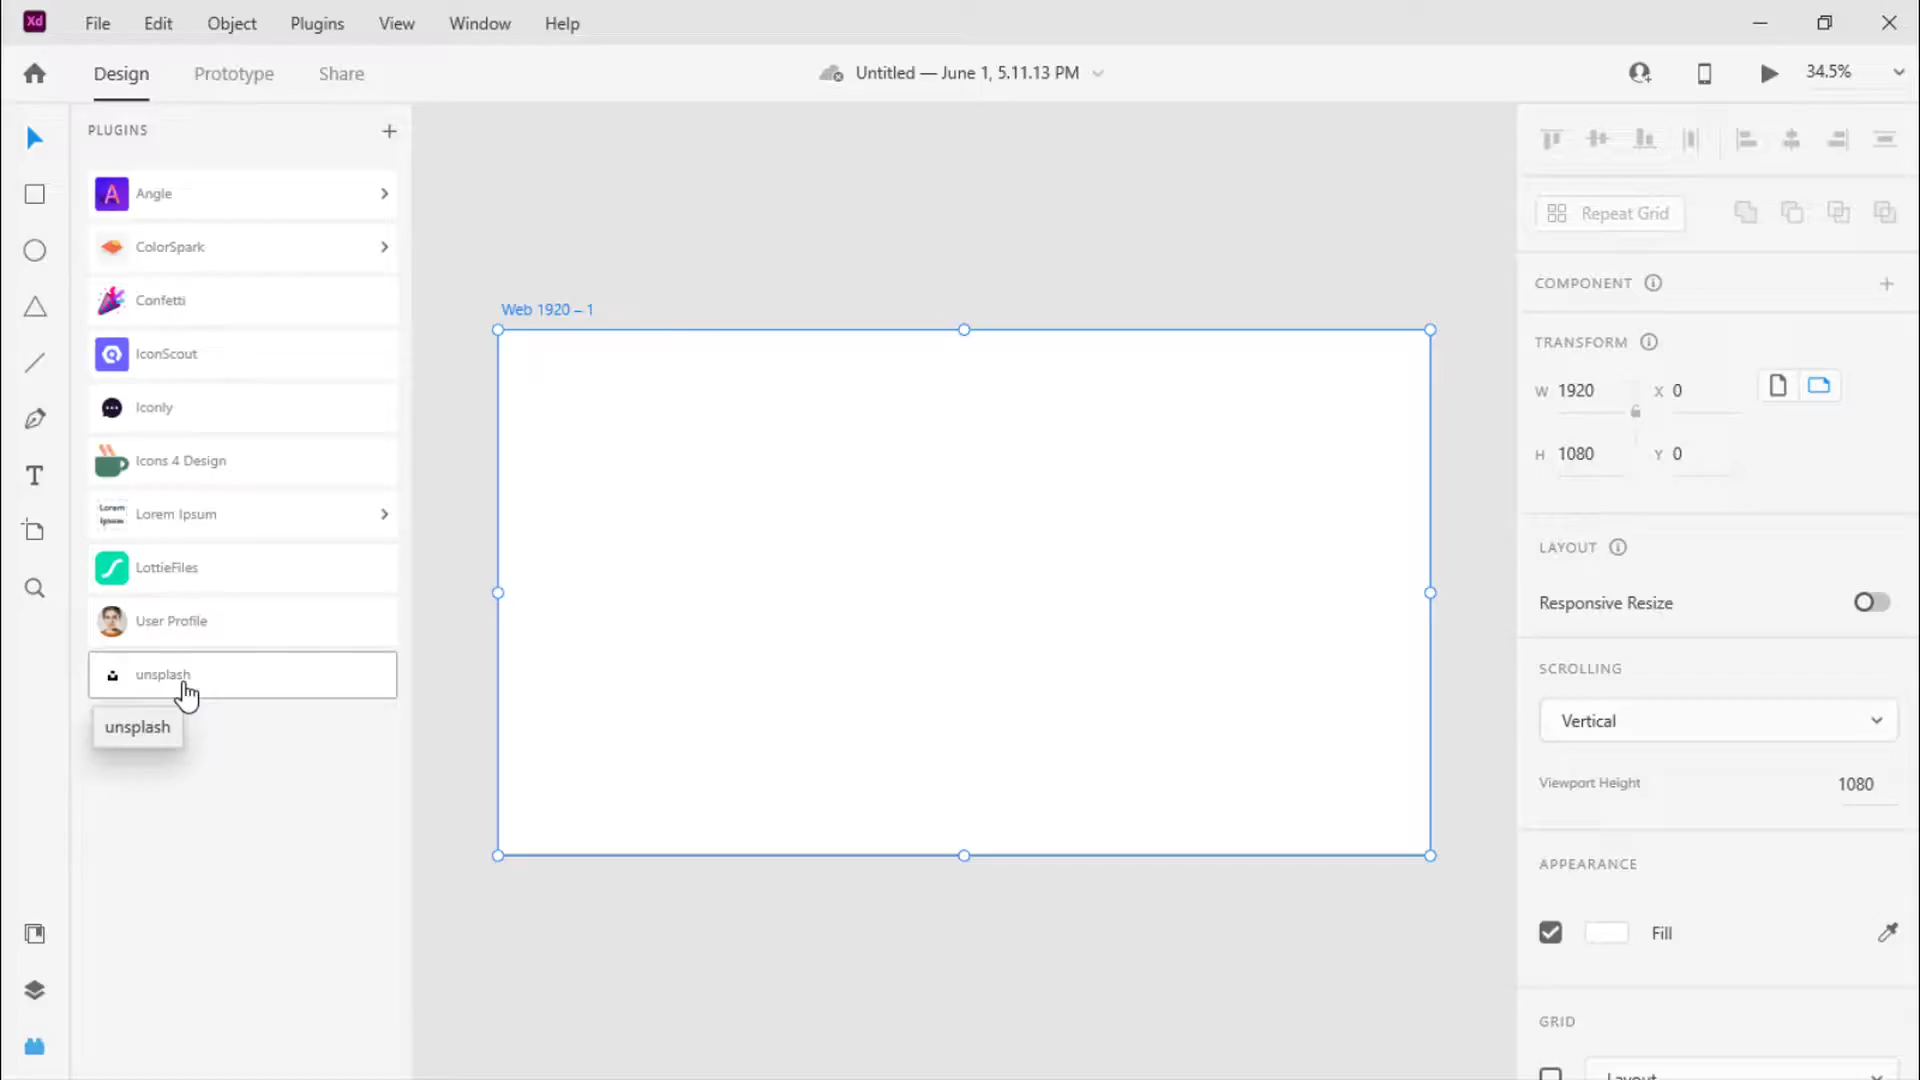 Xd File Edit Object Plugins View Window Help
Design Prototype Share Untitled — June 1, 5.11.13 PM 34.5%
PLUGINS
Angle
ColorSpark
Confetti
IconScout
Iconly
Icons 4 Design
Lorem Ipsum
Lorem
Ipsum
LottieFiles
User Profile
unsplash
unsplash
Web 1920 – 1
Repeat Grid
COMPONENT
TRANSFORM
W 1920 X 0
H 1080 Y 0
LAYOUT
Responsive Resize
SCROLLING
Vertical
Viewport Height 1080
APPEARANCE
Fill
GRID
Layout